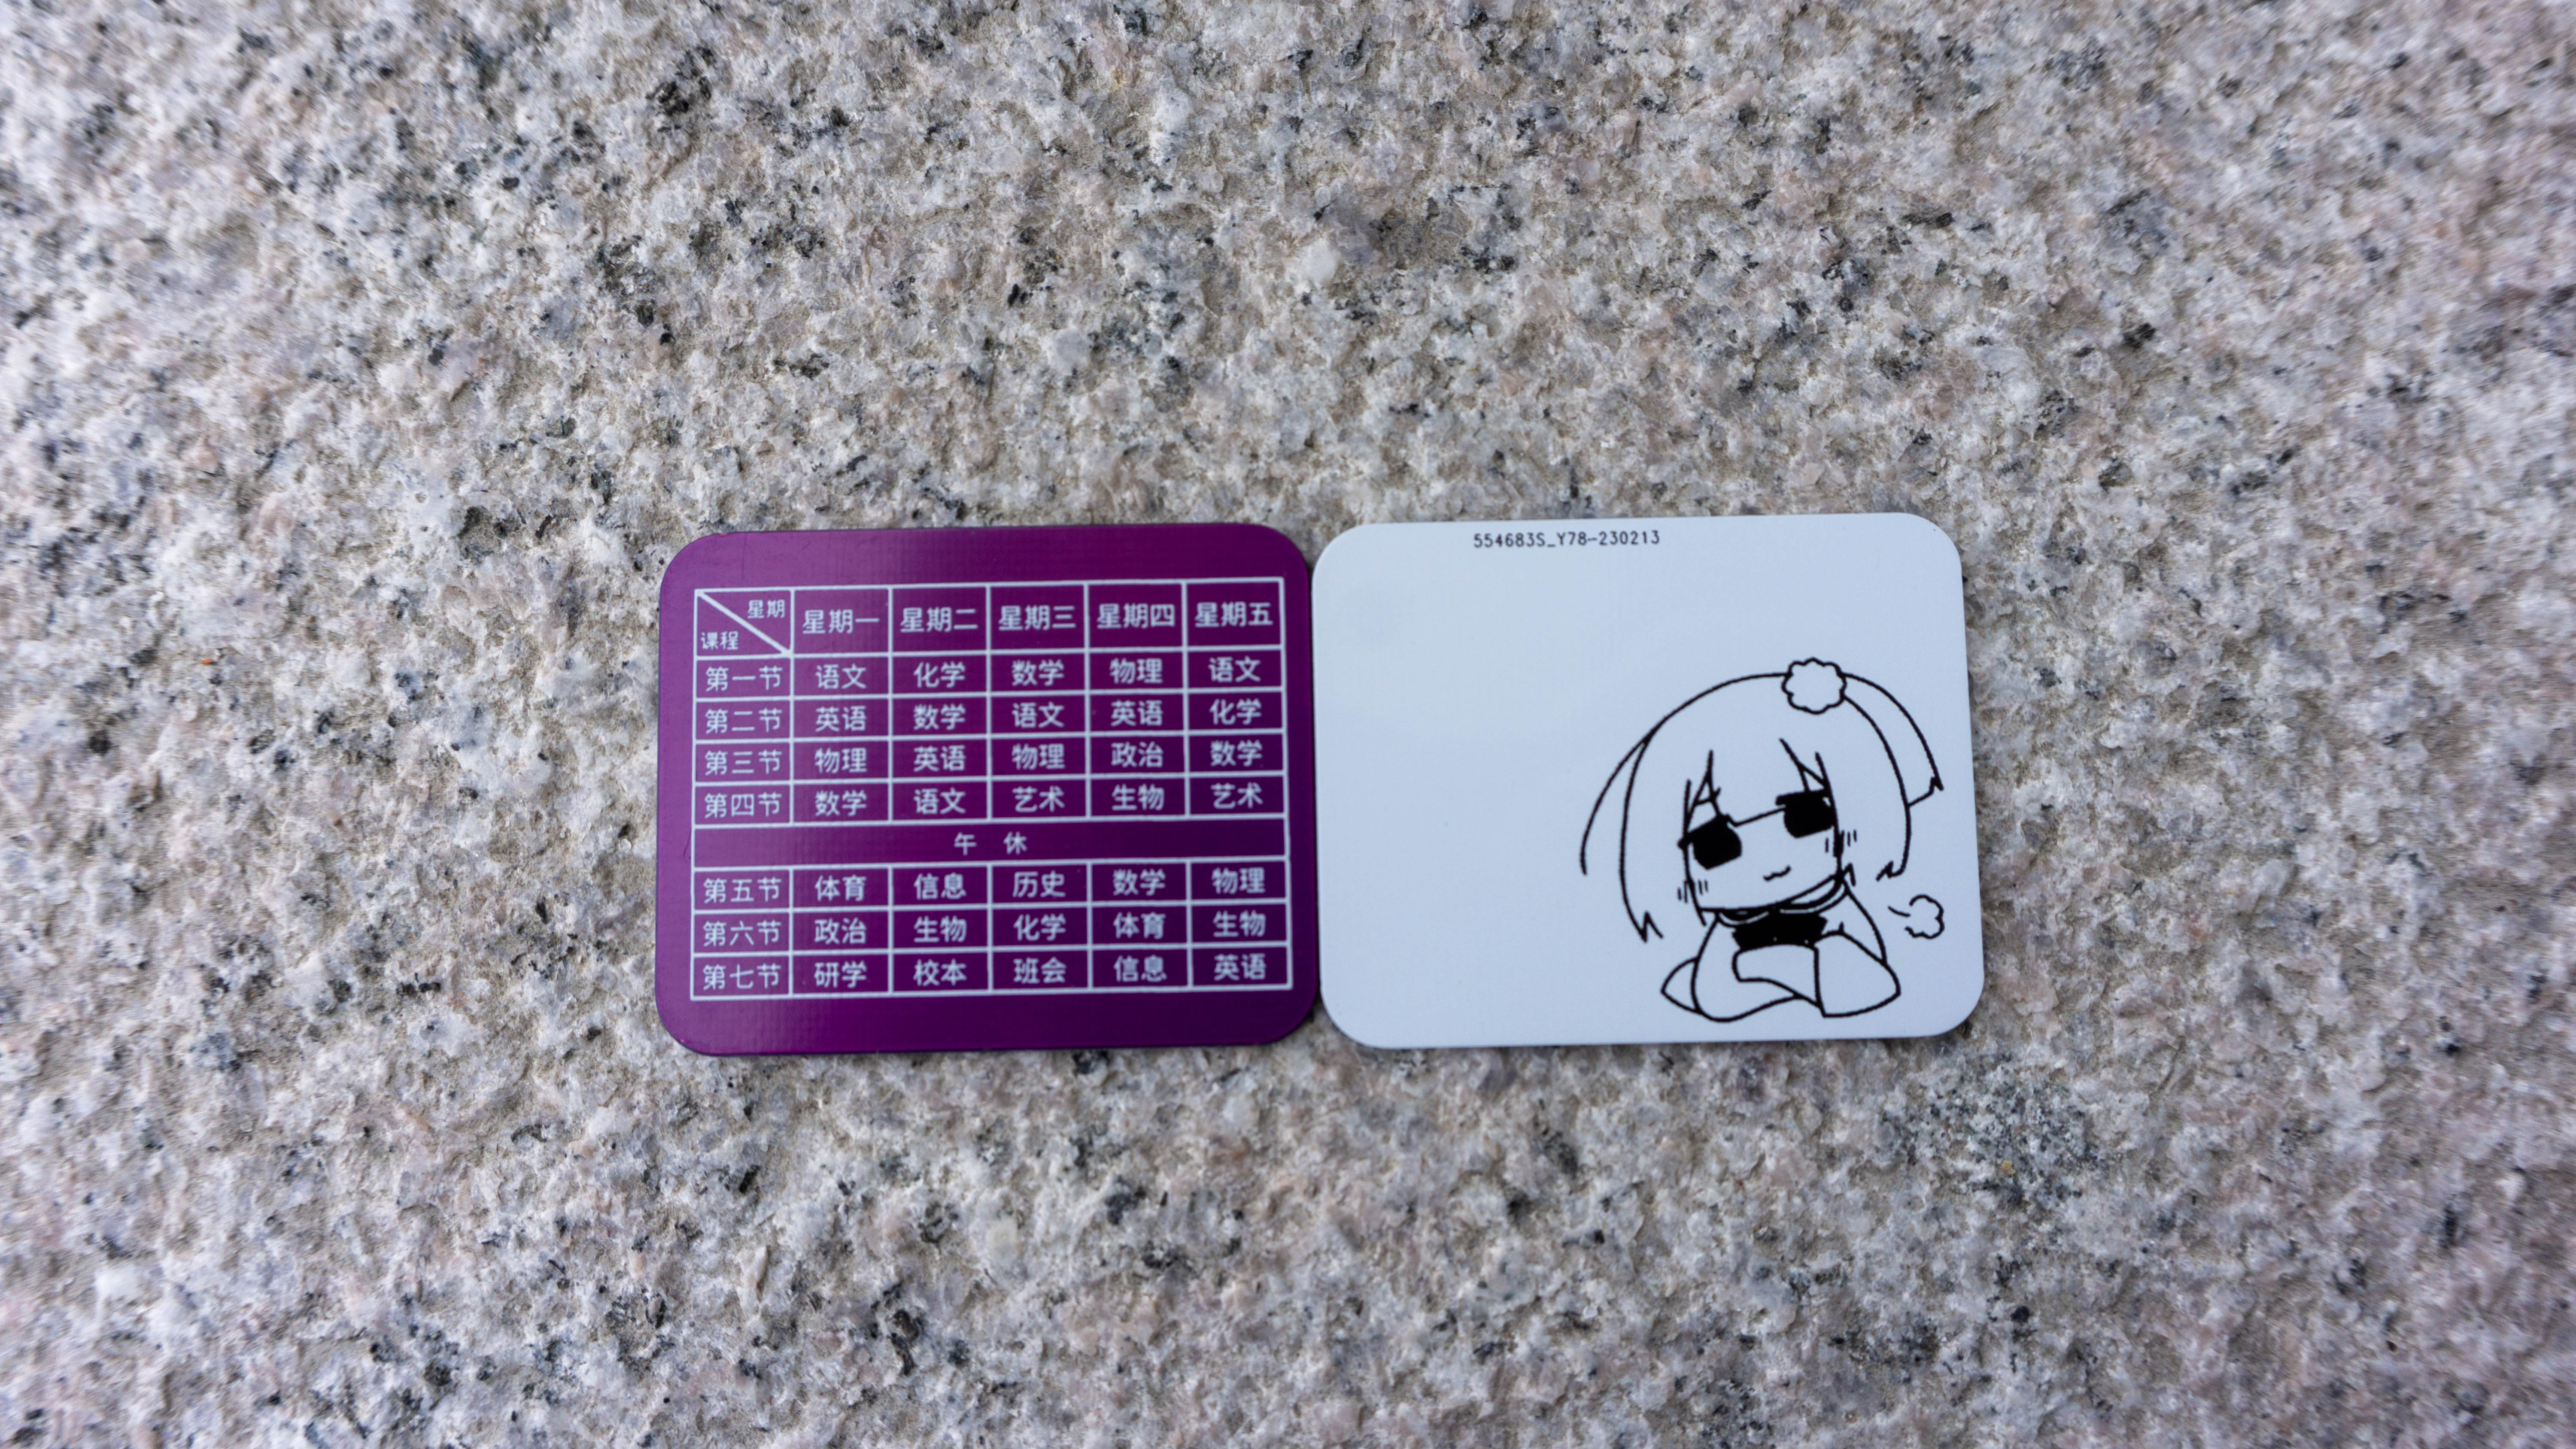 星期 星期一 星期二 星期三 星期四 星期五
课程
第一节 语文 化学 数学 物理 语文
第二节 英语 数学 语文 英语 化学
第三节 物理 英语 物理 政治 数学
第四节 数学 语文 艺术 生物 艺术
午 休
第五节 体育 信息 历史 数学 物理
第六节 政治 生物 化学 体育 生物
第七节 研学 校本 班会 信息 英语
554683S_Y78-230213